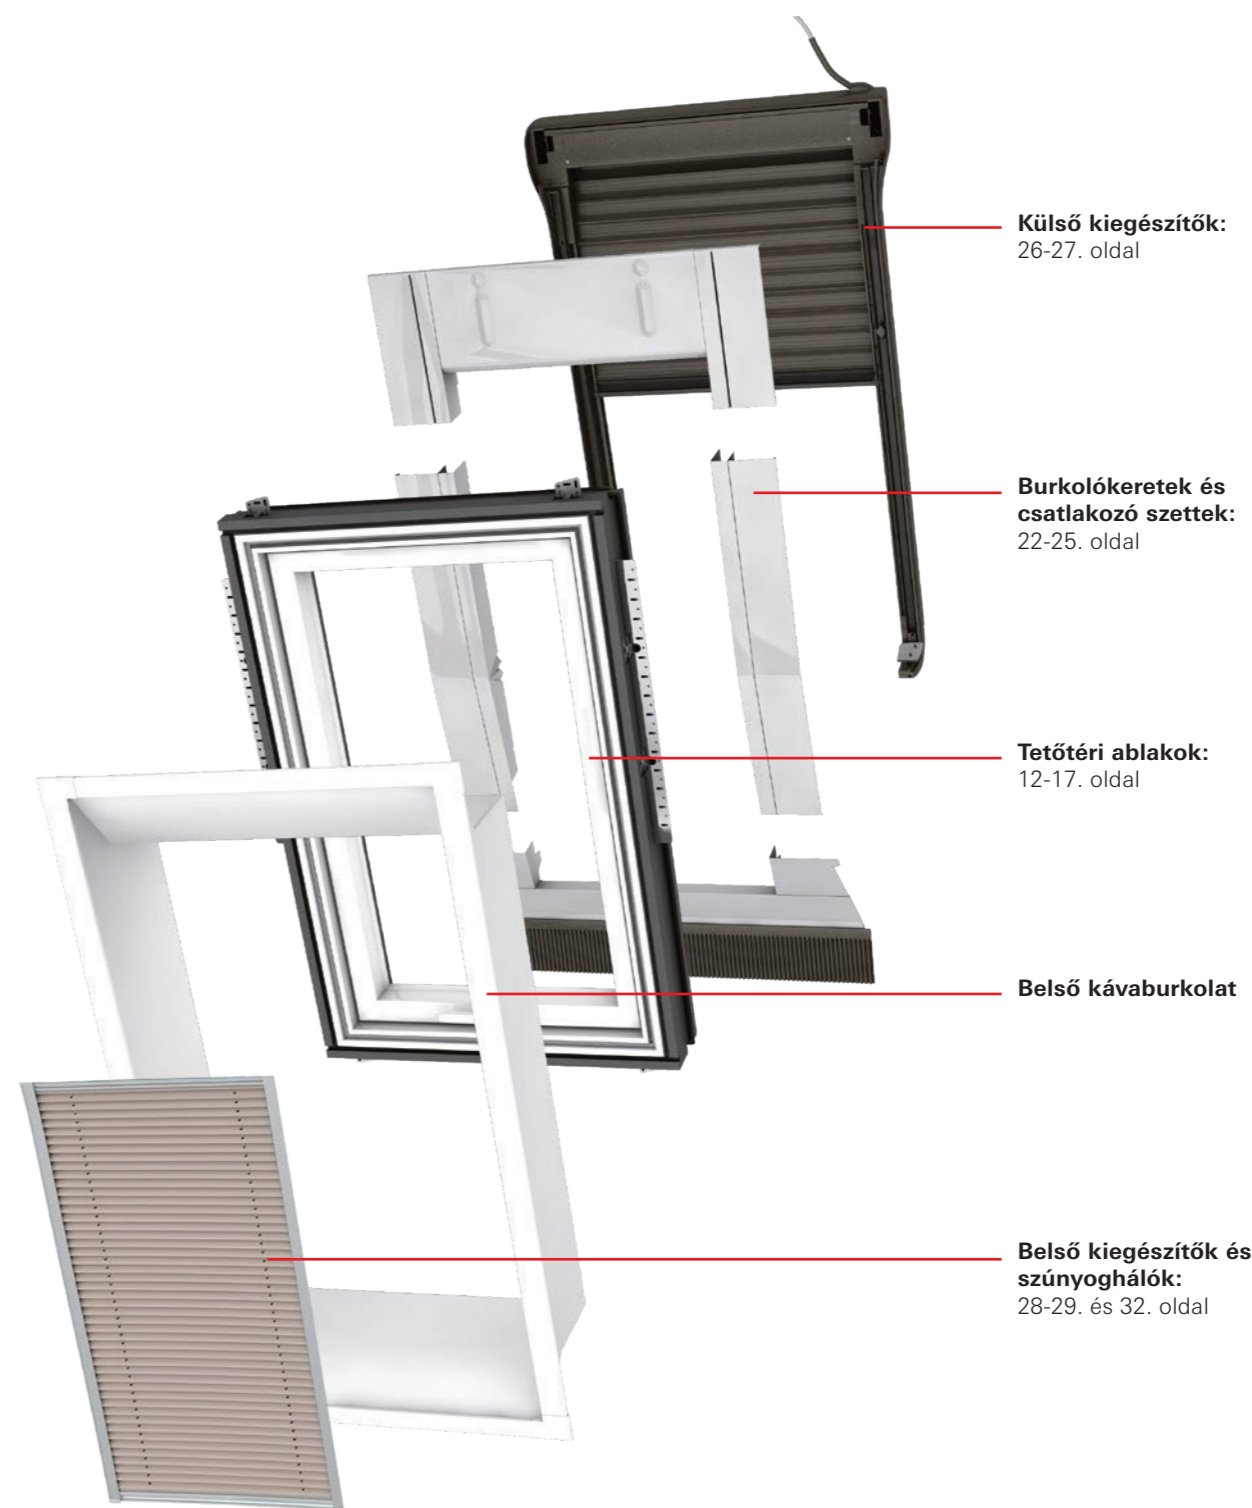 Külső kiegészítők:
26-27. oldal
Burkolókeretek és
csatlakozó szettek:
22-25. oldal
Tetőtéri ablakok:
12-17. oldal
Belső kávaburkolat
Belső kiegészítők és
szúnyoghálók:
28-29. és 32. oldal